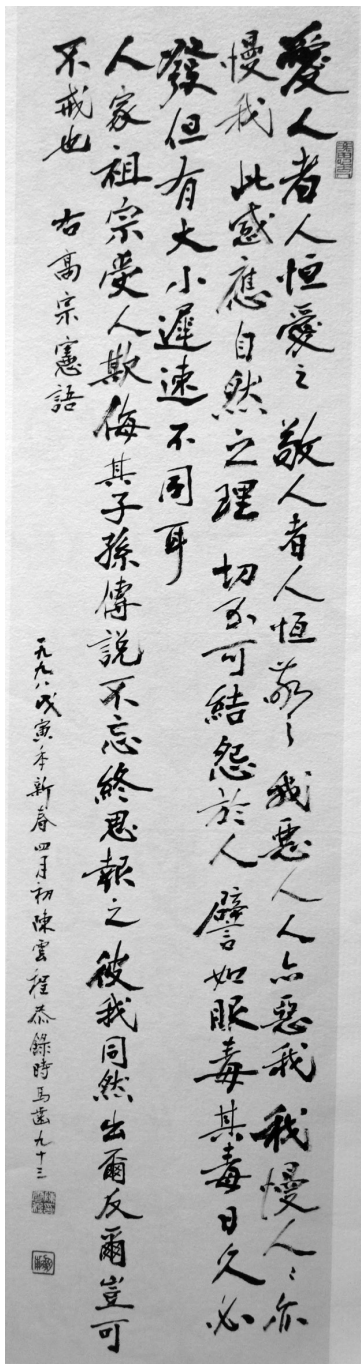 愛人者人恒愛之 敬人者人恒敬之 我惡人人亦惡我 我慢人〻亦
慢我 此感應自然之理 切不可結怨於人 譬如服毒其毒日久必
發但有大小遲速不同耳
人家祖宗受人欺侮其子孫傳說不忘終思報之彼我同然出爾反爾豈可
不戒也 右高宗憲語
一九九八戊寅年新春四月初陳雲程恭錄時馬齒九十三